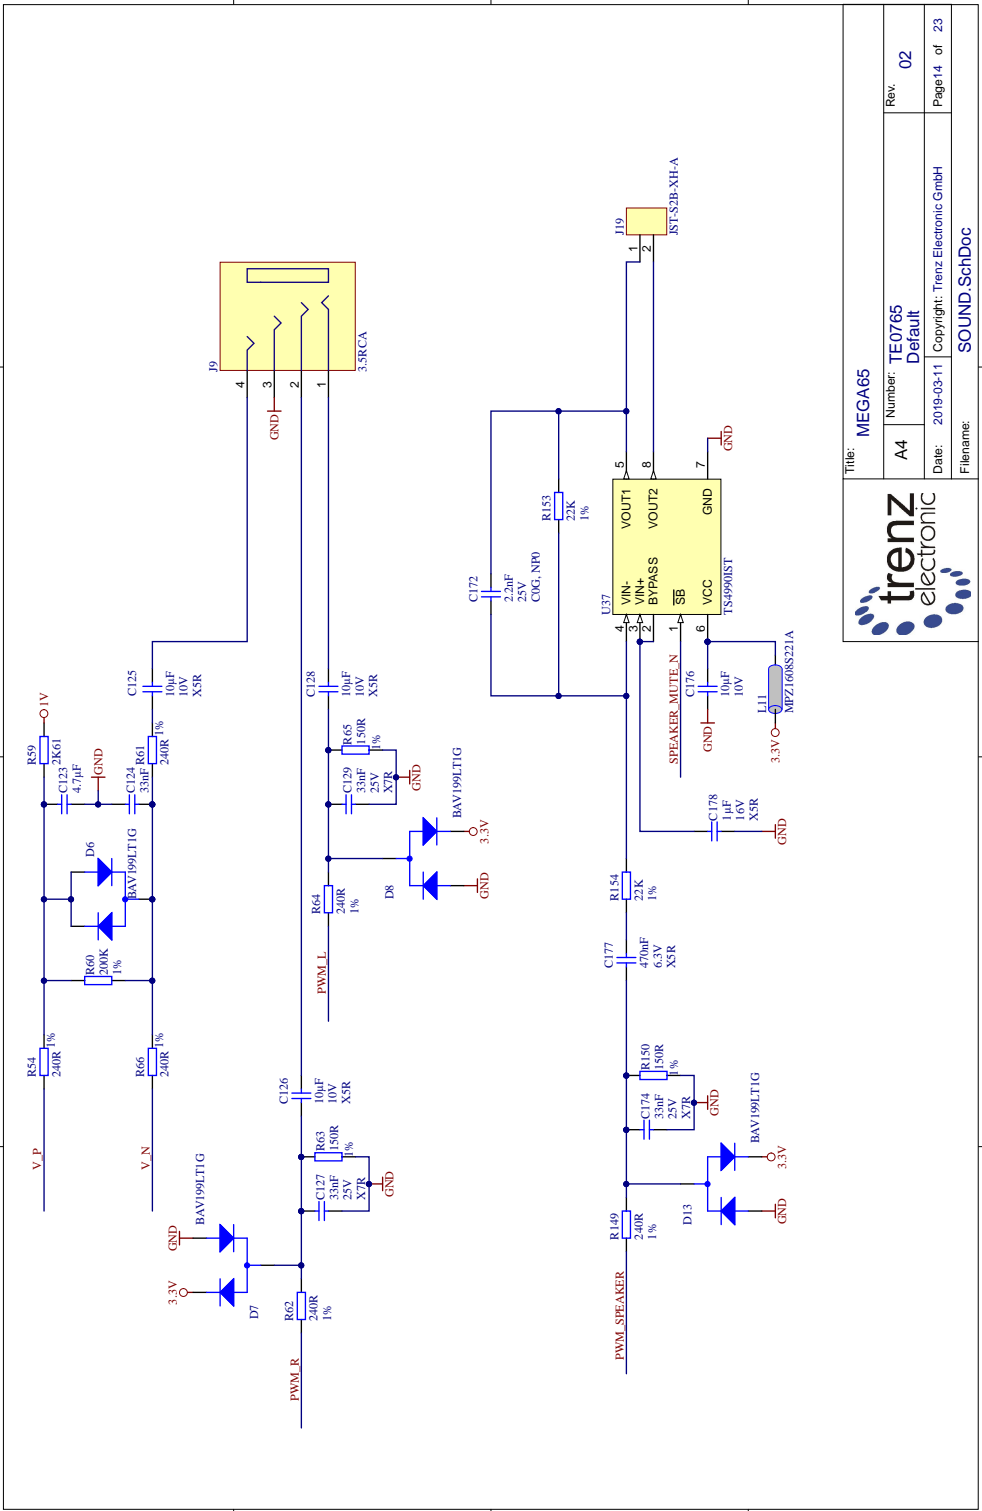 V_P
R54
240R
1%
V_N
R66
240R
1%
R60
200K
1%
D6
BAV199LT1G
R59
2K61
1V
C123
4.7µF
GND
C124
33nF
R61
240R
1%
C125
10µF
10V
X5R
J9
4
3
2
1
GND
3.5RCA
PWM_R
R62
240R
1%
D7
3.3V
GND
BAV199LT1G
C127
33nF
25V
X7R
R63
150R
1%
GND
C126
10µF
10V
X5R
PWM_L
R64
240R
1%
D8
BAV199LT1G
GND
3.3V
C129
33nF
25V
X7R
R65
150R
1%
GND
C128
10µF
10V
X5R
PWM_SPEAKER
R149
240R
1%
D13
BAV199LT1G
GND
3.3V
C174
33nF
25V
X7R
R150
150R
1%
GND
C177
470nF
6.3V
X5R
R154
22K
1%
C178
1µF
16V
X5R
GND
C172
2.2nF
25V
C0G, NP0
R153
22K
1%
SPEAKER_MUTE_N
C176
10µF
10V
GND
3.3V
L11
MPZ1608S221A
U37
4
3
2
1
6
VIN-
VIN+
BYPASS
SB
VCC
VOUT1
VOUT2
GND
5
8
7
TS4990IST
GND
J19
1
2
JST-S2B-XH-A
trenz
electronic
Title:
MEGA65
A4
Number:
TE0765
Default
Rev.
02
Date:
2019-03-11
Copyright: Trenz Electronic GmbH
Page14 of 23
Filename:
SOUND.SchDoc